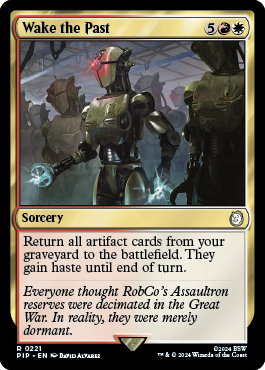 Wake the Past 5
Sorcery
Return all artifact cards from your
graveyard to the battlefield. They
gain haste until end of turn.
Everyone thought RobCo's Assaultron
reserves were decimated in the Great
War. In reality, they were merely
dormant.
R 0221
PIP • EN DAVID ALVAREZ
©2024 BSW
™ & © 2024 Wizards of the Coast